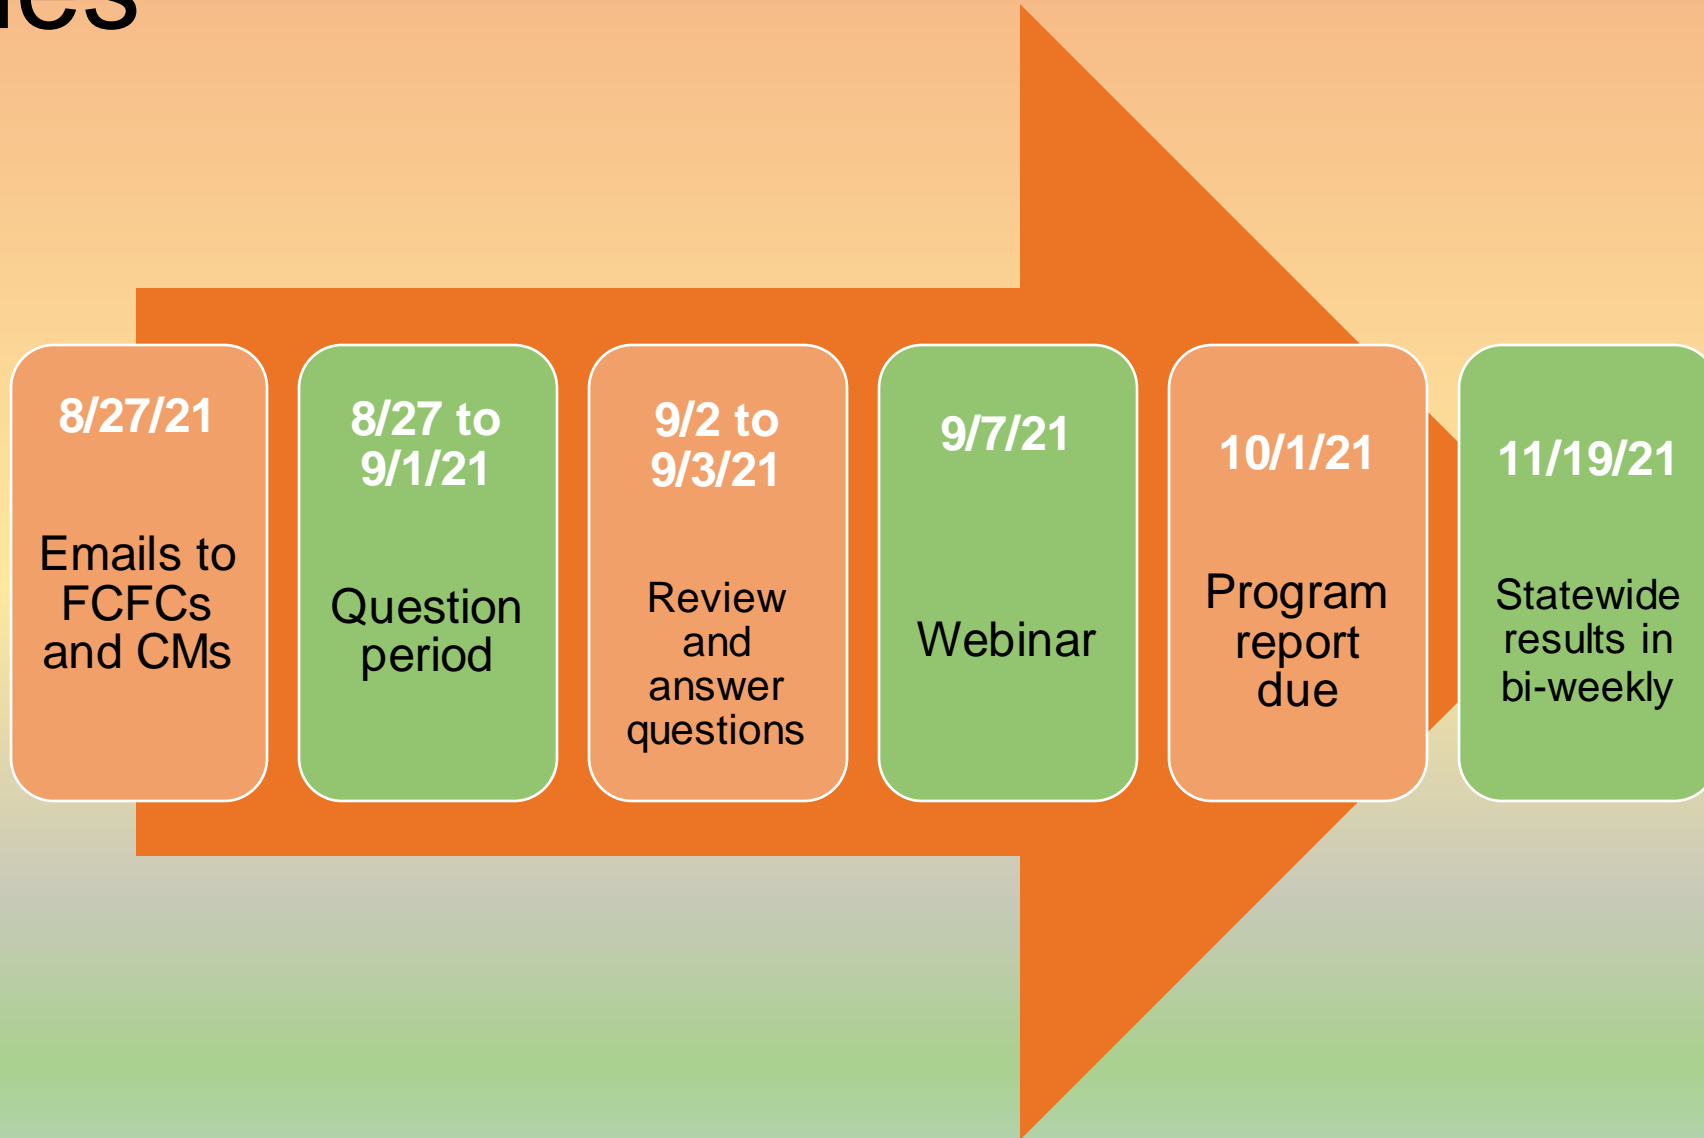 8/27/21
Emails to
FCFCs
and CMs
8/27 to
9/1/21
Question
period
9/2 to
9/3/21
Review
and
answer
questions
9/7/21
Webinar
10/1/21
Program
report
due
11/19/21
Statewide
results in
bi-weekly